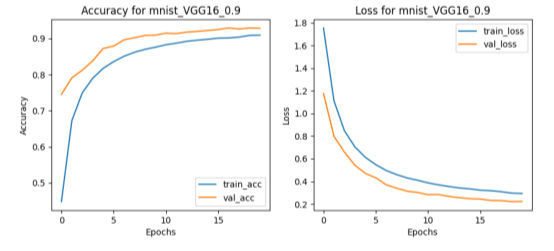 Accuracy for mnist_VGG16_0.9
0.9
0.8
0.7
0.6
0.5
Accuracy
train_acc
val_acc
0
5
10
15
Epochs
Loss for mnist_VGG16_0.9
1.8
1.6
1.4
1.2
1.0
0.8
0.6
0.4
0.2
Loss
train_loss
val_loss
0
5
10
15
Epochs